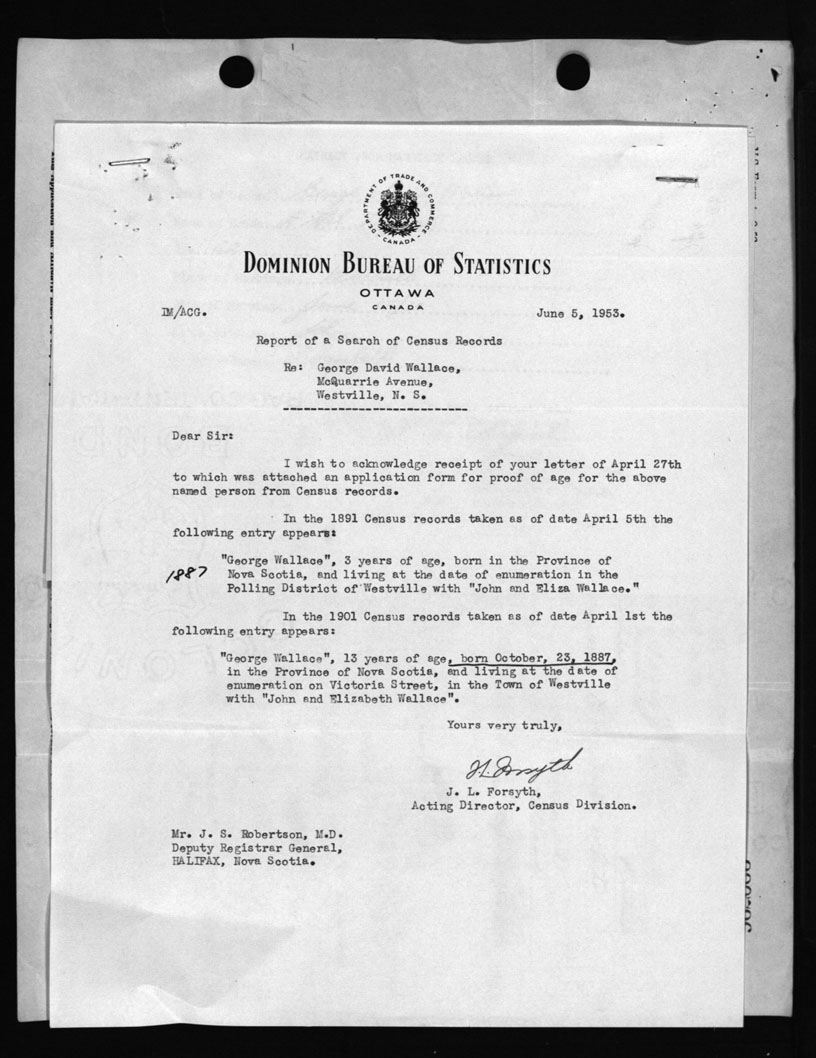 DEPARTMENT OF TRADE AND COMMERCE
- CANADA -
DOMINION BUREAU OF STATISTICS
OTTAWA
CANADA
IM/ACG. June 5, 1953.
Report of a Search of Census Records
Re: George David Wallace,
McQuarrie Avenue,
Westville, N. S.
----------------------------
Dear Sir:
I wish to acknowledge receipt of your letter of April 27th
to which was attached an application form for proof of age for the above
named person from Census records.
In the 1891 Census records taken as of date April 5th the
following entry appears:
"George Wallace", 3 years of age, born in the Province of
1887 Nova Scotia, and living at the date of enumeration in the
Polling District of Westville with "John and Eliza Wallace."
In the 1901 Census records taken as of date April 1st the
following entry appears:
"George Wallace", 13 years of age, born October, 23, 1887,
in the Province of Nova Scotia, and living at the date of
enumeration on Victoria Street, in the Town of Westville
with "John and Elizabeth Wallace".
Yours very truly,
J. L. Forsyth,
Acting Director, Census Division.
Mr. J. S. Robertson, M.D.
Deputy Registrar General,
HALIFAX, Nova Scotia.